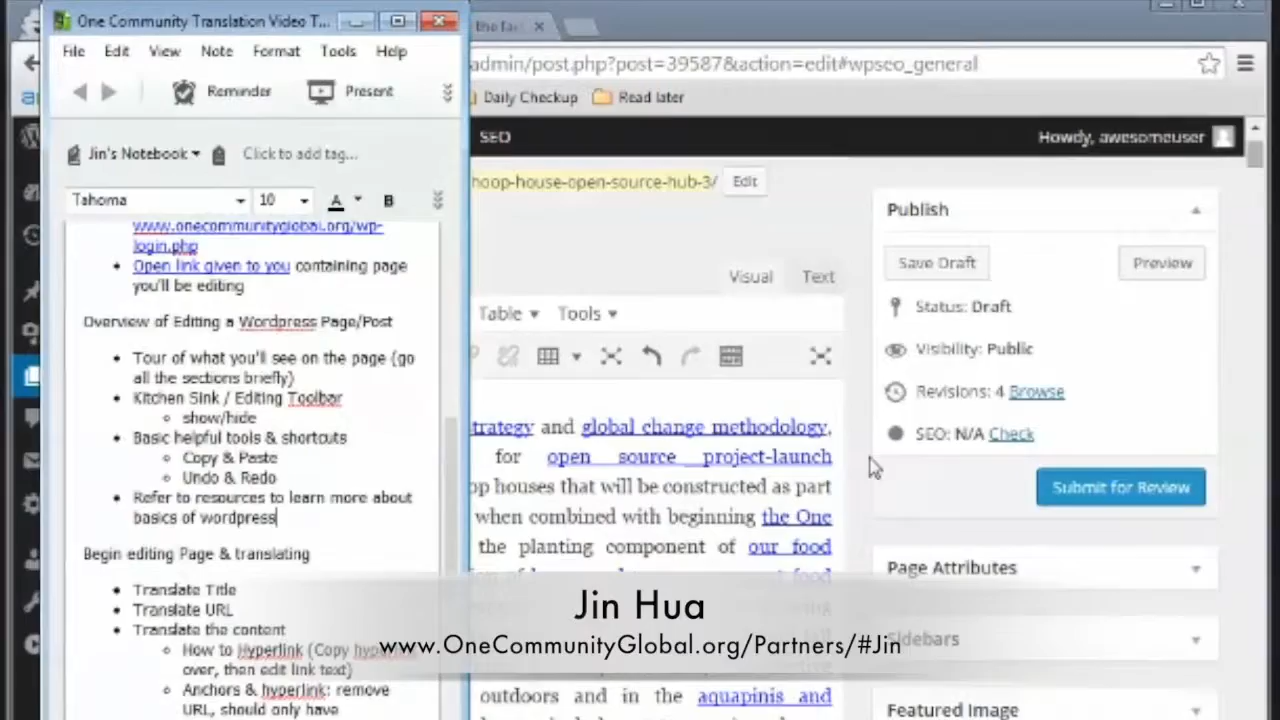 One Community Translation Video T...
File Edit View Note Format Tools Help
Reminder Present
Jin's Notebook Click to add tag...
Tahoma 10 A B
www.onecommunityglobal.org/wp-
login.php
Open link given to you containing page
you'll be editing
Overview of Editing a Wordpress Page/Post
Tour of what you'll see on the page (go
all the sections briefly)
Kitchen Sink / Editing Toolbar
show/hide
Basic helpful tools & shortcuts
Copy & Paste
Undo & Redo
Refer to resources to learn more about
basics of wordpress
Begin editing Page & translating
Translate Title
Translate URL
Translate the content
How to Hyperlink (Copy
over, then edit link text)
Anchors & hyperlink: remove
URL, should only have
admin/post.php?post=39587&action=edit#wpseo_general
Daily Checkup Read later
SEO Howdy, awesomeuser
hoop-house-open-source-hub-3/ Edit
Visual Text
Table Tools
trategy and global change methodology,
for open source project-launch
op houses that will be constructed as part
when combined with beginning the One
the planting component of our food
outdoors and in the aquapinis and
Publish
Save Draft Preview
Status: Draft
Visibility: Public
Revisions: 4 Browse
SEO: N/A Check
Submit for Review
Page Attributes
Sidebars
Featured Image
Jin Hua
www.OneCommunityGlobal.org/Partners/#Jin